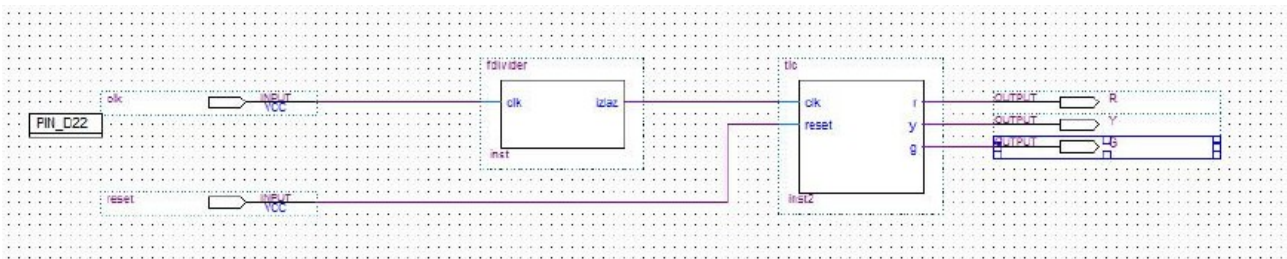 clk
INPUT
VCC
PIN_D22
fdivider
clk
izlaz
inst
tlc
clk
r
reset
y
g
inst2
OUTPUT
R
OUTPUT
Y
OUTPUT
G
reset
INPUT
VCC